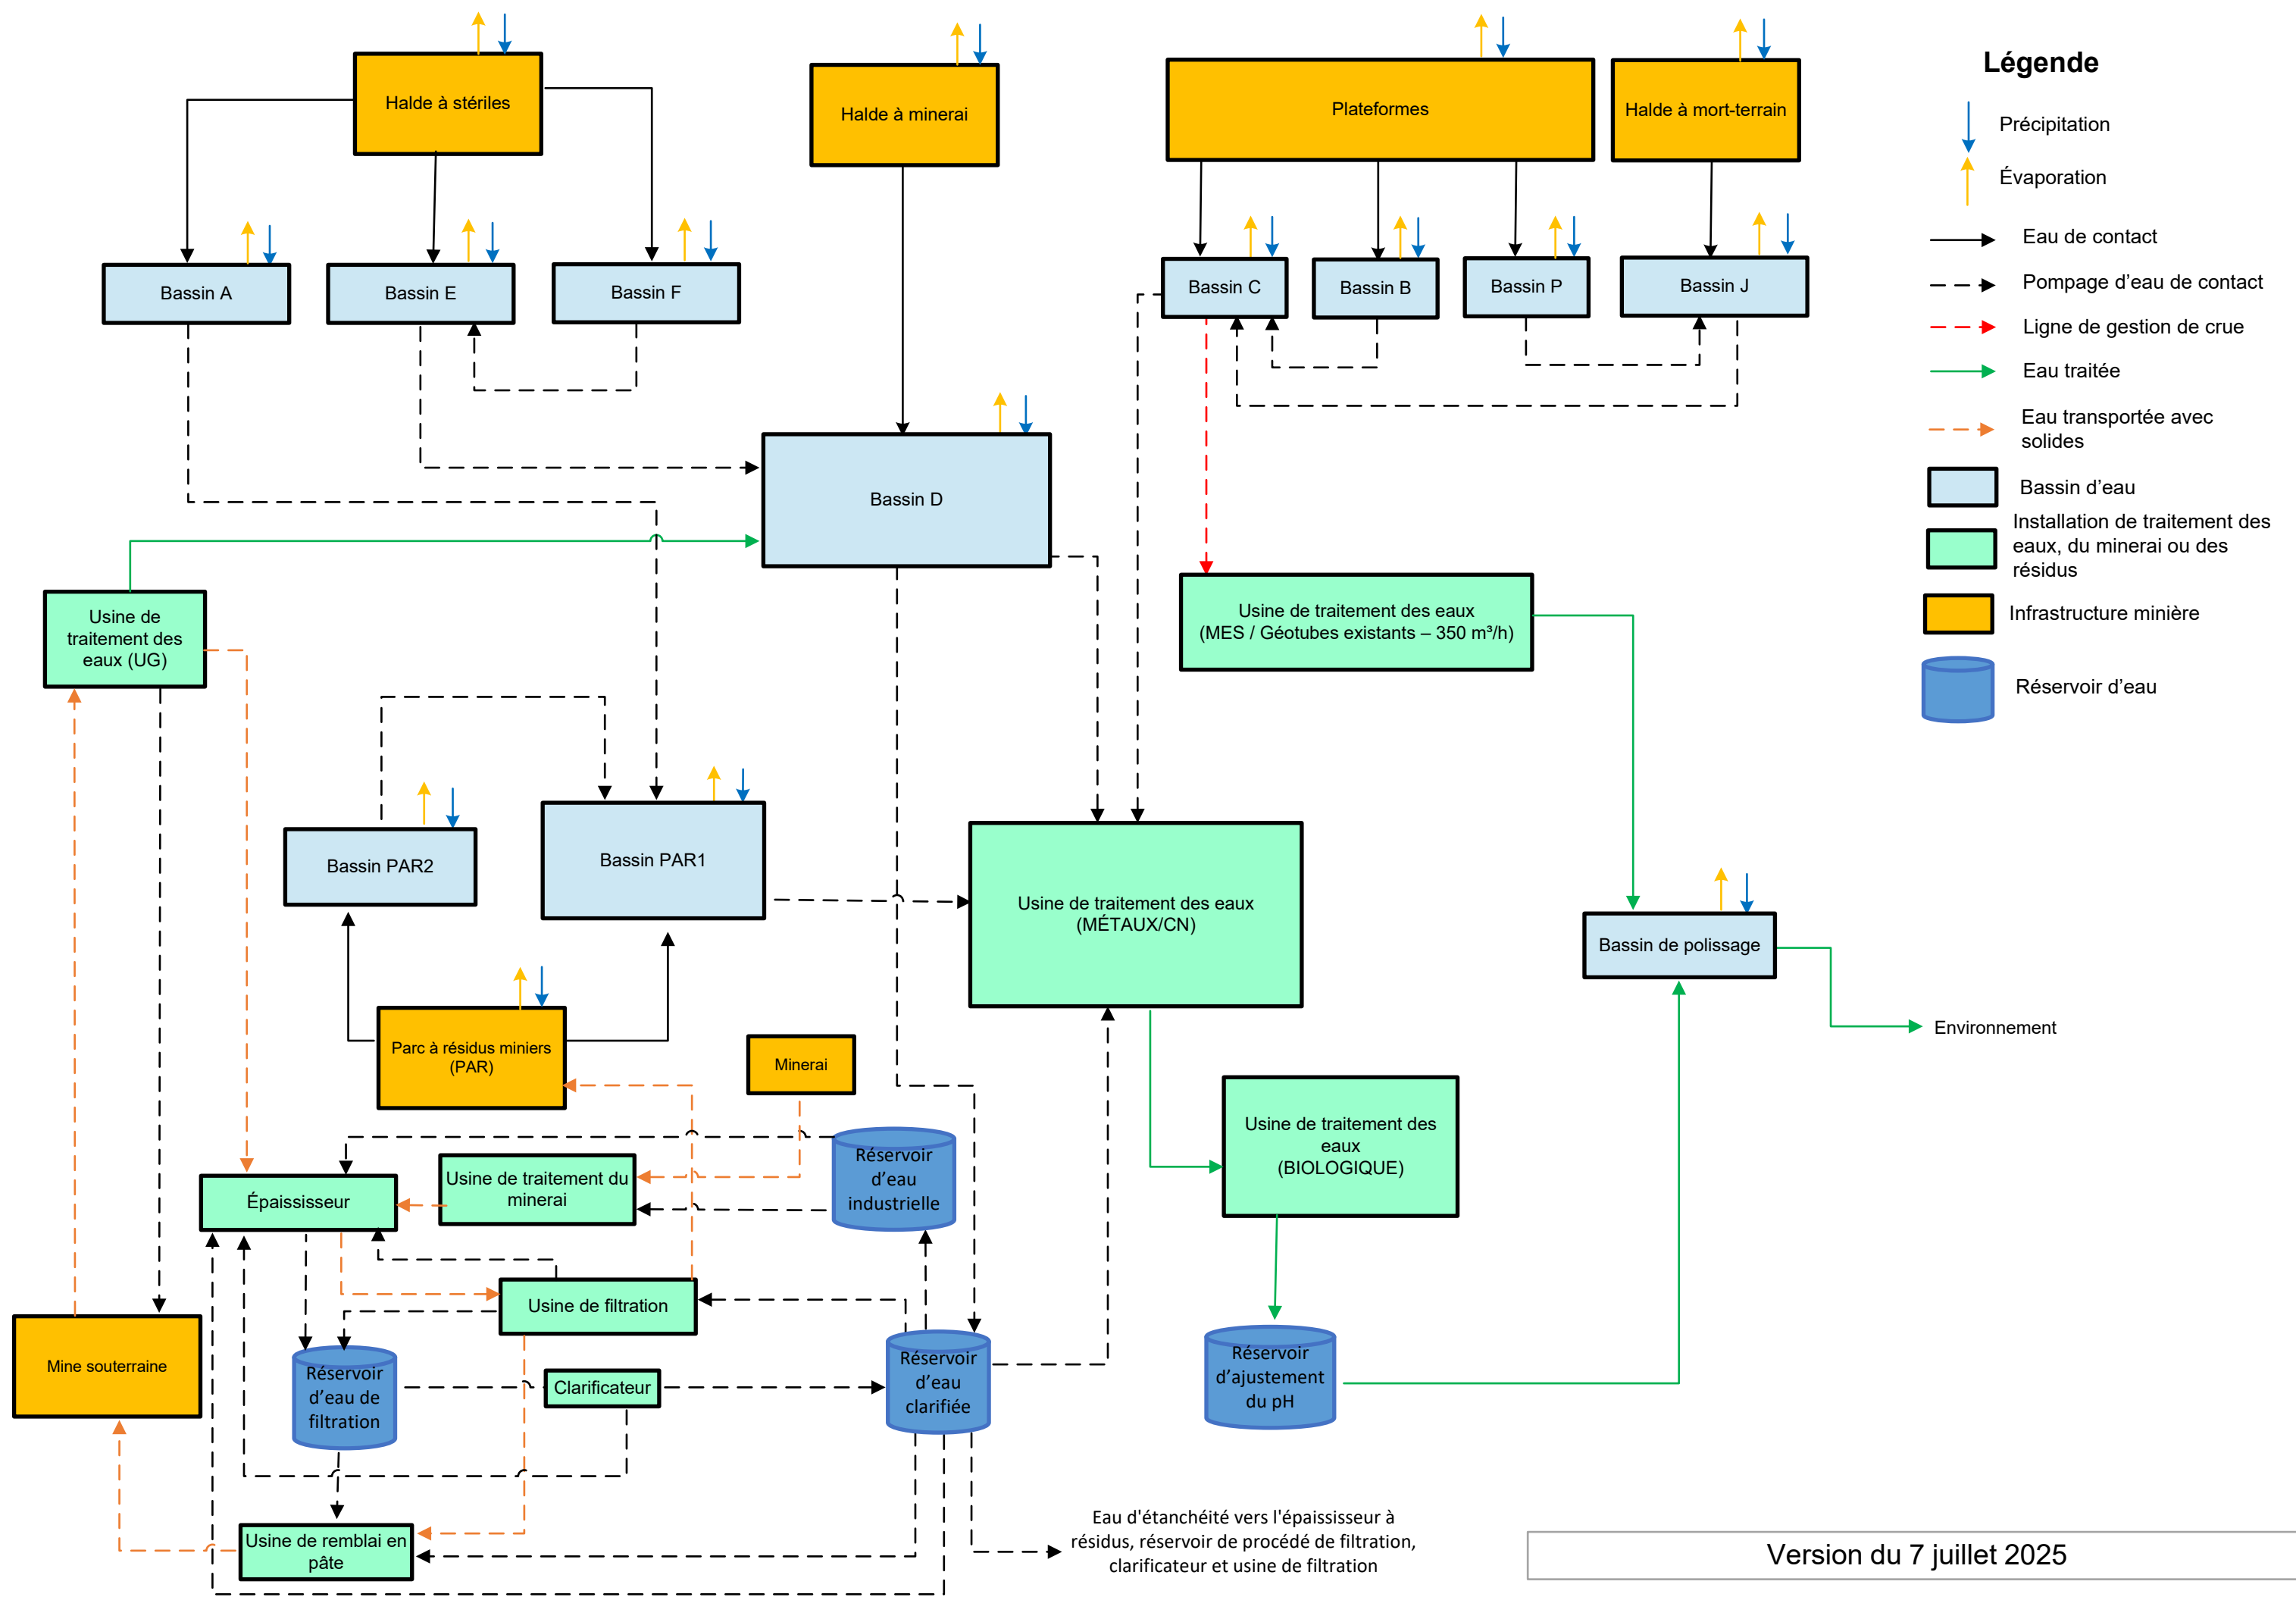 Halde à stériles
Halde à minerai
Plateformes
Halde à mort-terrain
Légende
Précipitation
Évaporation
Eau de contact
Pompage d’eau de contact
Ligne de gestion de crue
Eau traitée
Eau transportée avec
solides
Bassin d’eau
Installation de traitement des
eaux, du minerai ou des
résidus
Infrastructure minière
Réservoir d’eau
Bassin A
Bassin E
Bassin F
Bassin C
Bassin B
Bassin P
Bassin J
Bassin D
Usine de
traitement des
eaux (UG)
Usine de traitement des eaux
(MES / Géotubes existants – 350 m³/h)
Bassin PAR2
Bassin PAR1
Usine de traitement des eaux
(MÉTAUX/CN)
Bassin de polissage
Environnement
Parc à résidus miniers
(PAR)
Minerai
Usine de traitement des
eaux
(BIOLOGIQUE)
Réservoir
d’eau
industrielle
Usine de traitement du
minerai
Épaississeur
Usine de filtration
Mine souterraine
Réservoir
d’eau de
filtration
Clarificateur
Réservoir
d’eau
clarifiée
Réservoir
d’ajustement
du pH
Usine de remblai en
pâte
Eau d'étanchéité vers l'épaississeur à
résidus, réservoir de procédé de filtration,
clarificateur et usine de filtration
Version du 7 juillet 2025